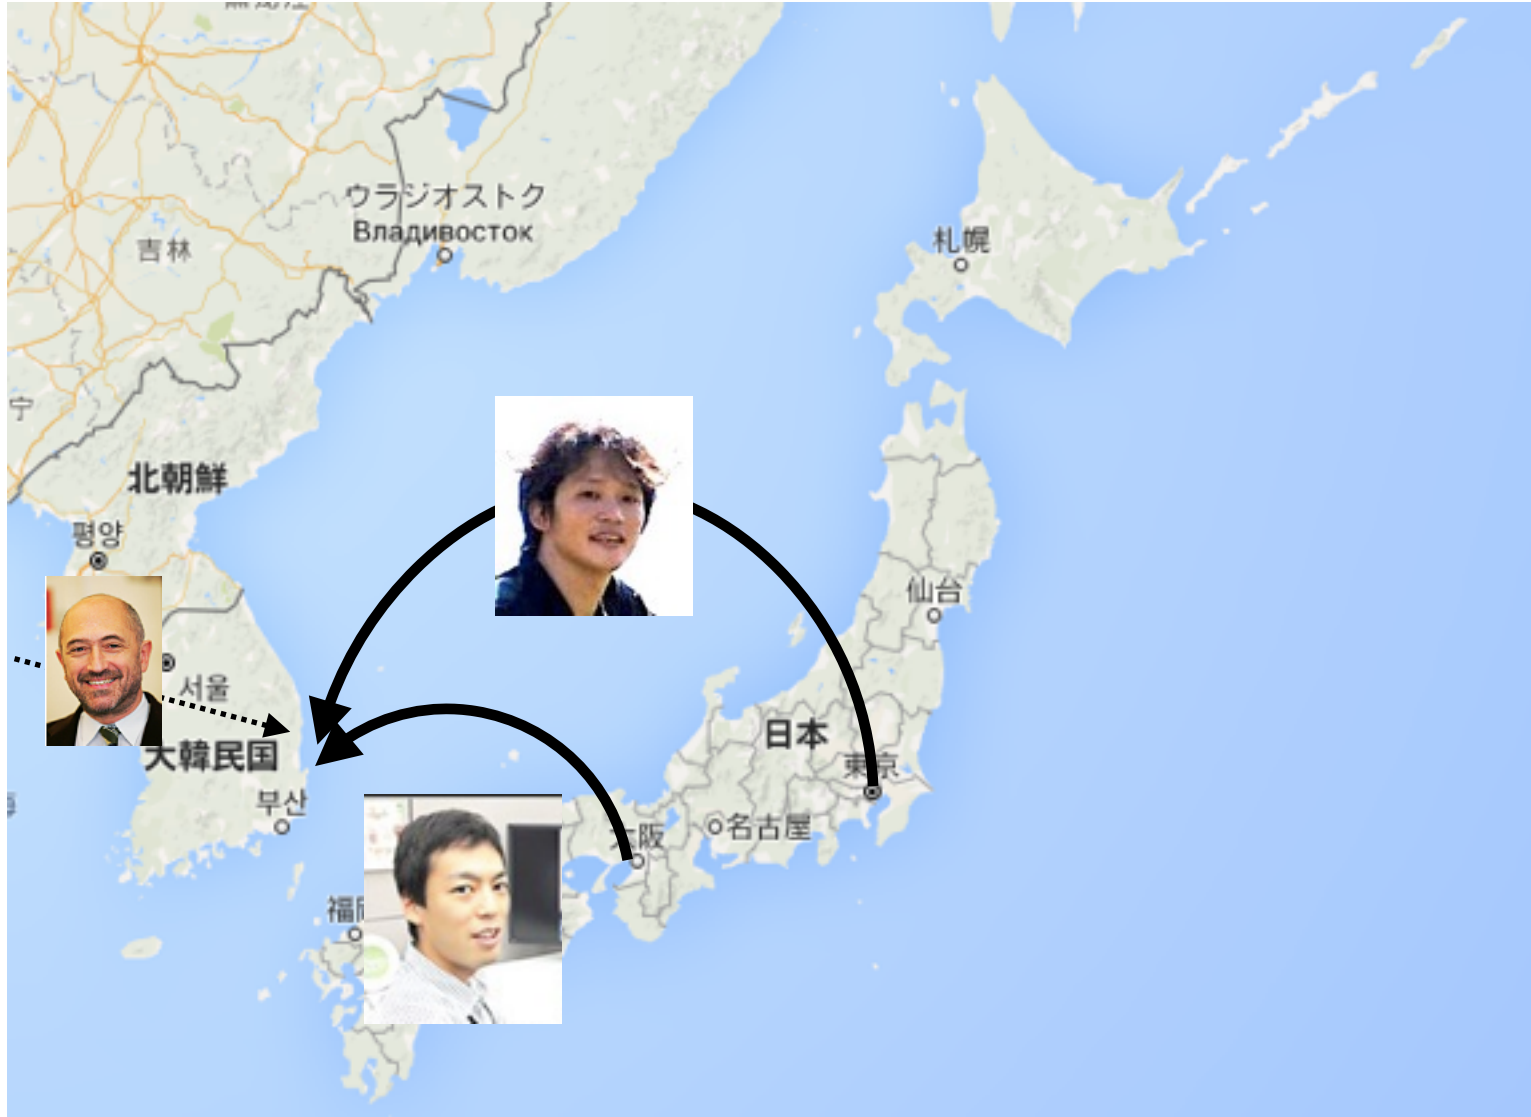 ウラジオストク
Владивосток
吉林
札幌
宁
北朝鮮
평양
仙台
서울
日本
大韓民国
東京
부산
大阪
名古屋
福